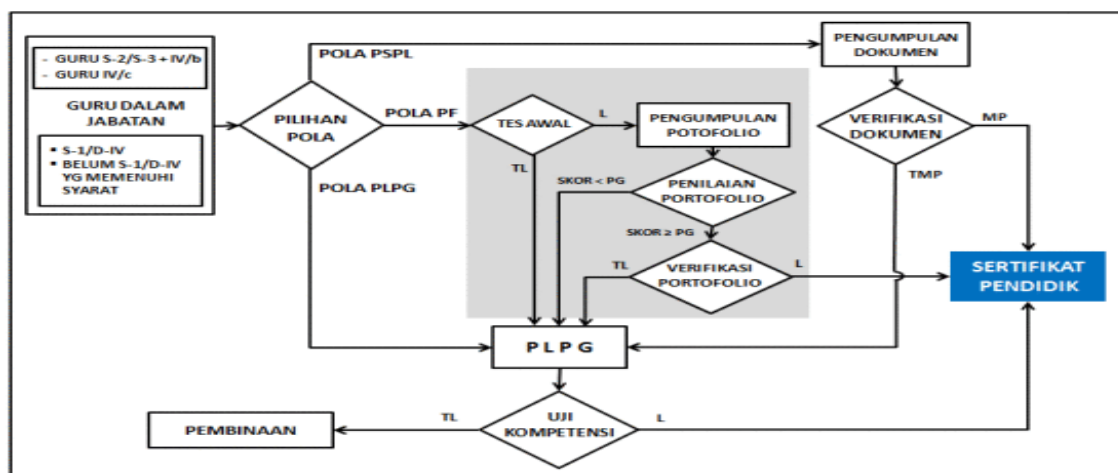 - GURU S-2/S-3 + IV/b
- GURU IV/c
GURU DALAM
JABATAN
▪ S-1/D-IV
▪ BELUM S-1/D-IV
YG MEMENUHI
SYARAT
PILIHAN
POLA
POLA PSPL
POLA PF
POLA PLPG
TES AWAL
L
TL
PENGUMPULAN
POTOFOLIO
SKOR < PG
PENILAIAN
PORTOFOLIO
SKOR ≥ PG
TL
VERIFIKASI
PORTOFOLIO
L
PENGUMPULAN
DOKUMEN
VERIFIKASI
DOKUMEN
MP
TMP
SERTIFIKAT
PENDIDIK
P L P G
TL
UJI
KOMPETENSI
L
PEMBINAAN